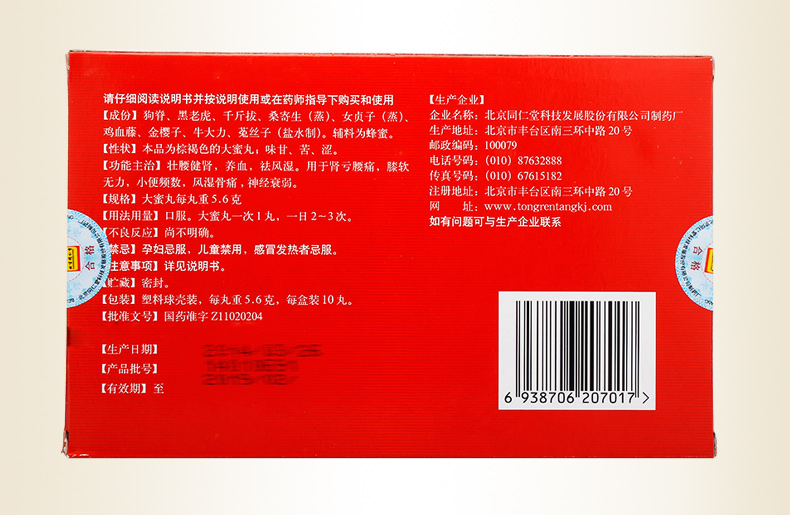 请仔细阅读说明书并按说明使用或在药师指导下购买和使用
【成份】狗脊、黑老虎、千斤拔、桑寄生（蒸）、女贞子（蒸）、
鸡血藤、金樱子、牛大力、菟丝子（盐水制）。辅料为蜂蜜。
【性状】本品为棕褐色的大蜜丸；味甘、苦、涩。
【功能主治】壮腰健肾，养血，祛风湿。用于肾亏腰痛，膝软
无力，小便频数，风湿骨痛，神经衰弱。
【规格】大蜜丸每丸重5.6克
【用法用量】口服。大蜜丸一次1丸，一日2~3次。
【不良反应】尚不明确。
【禁忌】孕妇忌服，儿童禁用，感冒发热者忌服。
【注意事项】详见说明书。
【贮藏】密封。
【包装】塑料球壳装，每丸重5.6克，每盒装10丸。
【批准文号】国药准字Z11020204
【生产日期】
【产品批号】
【有效期】至
【生产企业】
企业名称：北京同仁堂科技发展股份有限公司制药厂
生产地址：北京市丰台区南三环中路20号
邮政编码：100079
电话号码：(010) 87632888
传真号码：(010) 67615182
注册地址：北京市丰台区南三环中路20号
网 址：www.tongrentangkj.com
如有问题可与生产企业联系
6 938706 207017
合格
合格